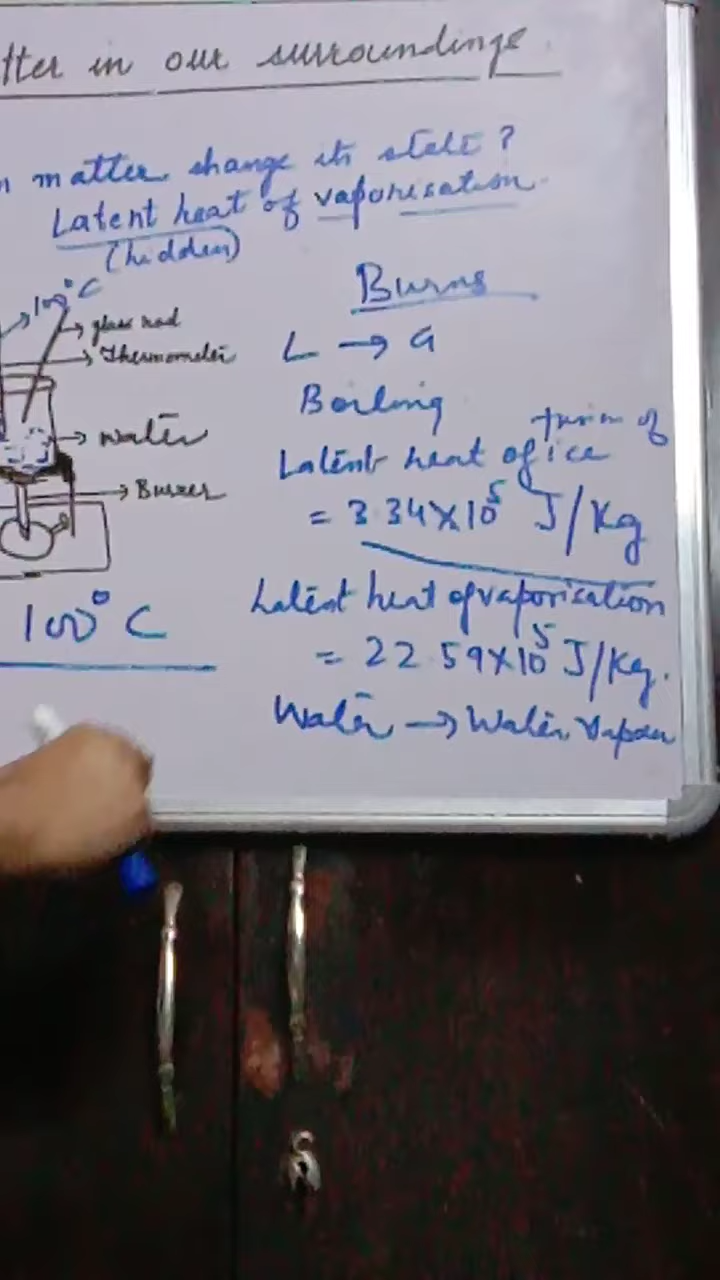 tter in our surroundings
matter change its state?
Latent heat of vaporisation
(hidden)
100°C
glass rod
Thermometer
water
Burner
100°C
Burns
L → G
Boiling
Latent heat of ice
= 3.34×10⁵ J/Kg
Latent heat of vaporisation
= 22.59×10⁵ J/Kg.
Water → Water Vapour